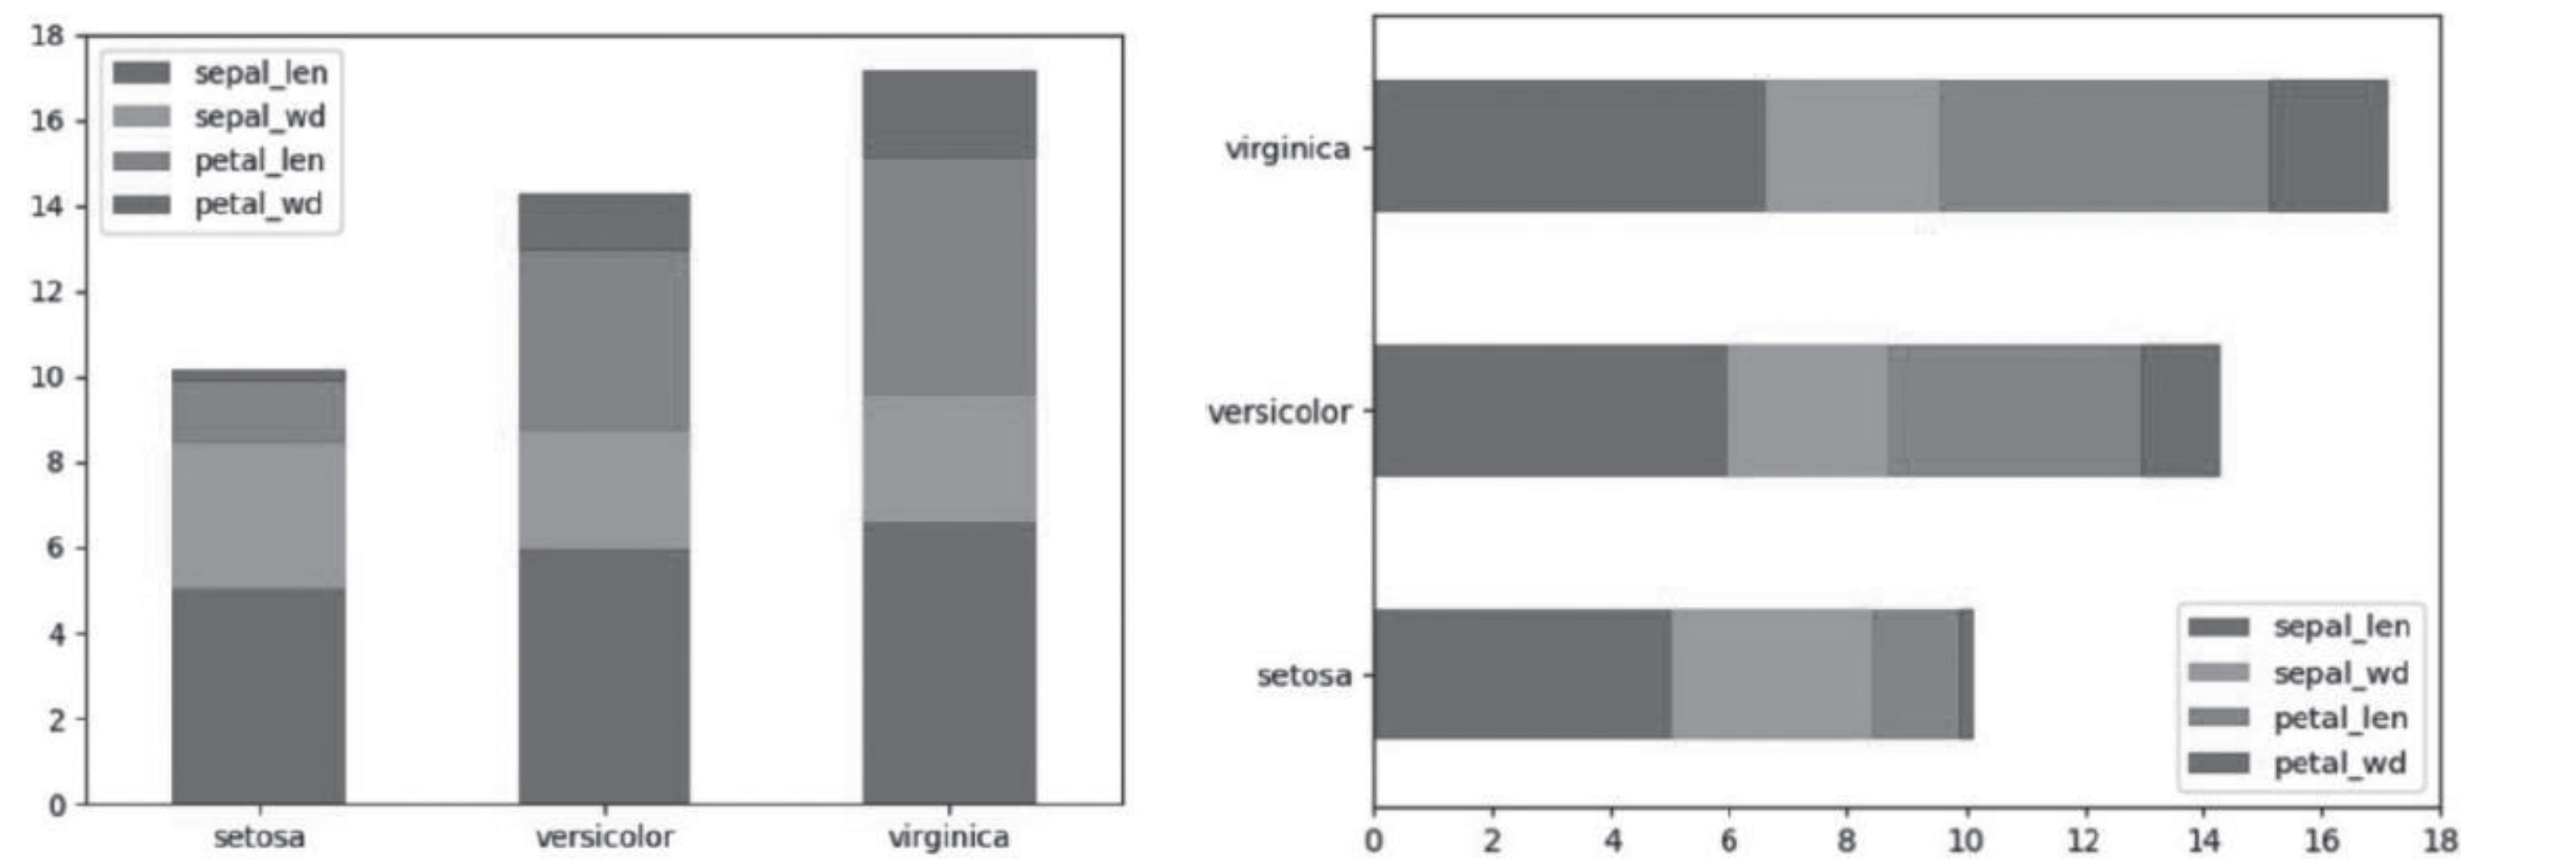 18
16
14
12
10
8
6
4
2
0
sepal_len
sepal_wd
petal_len
petal_wd
setosa versicolor virginica
virginica
versicolor
setosa
sepal_len
sepal_wd
petal_len
petal_wd
0 2 4 6 8 10 12 14 16 18